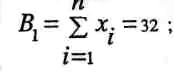 B₁ = n∑i=1 xᵢ = 32 ;